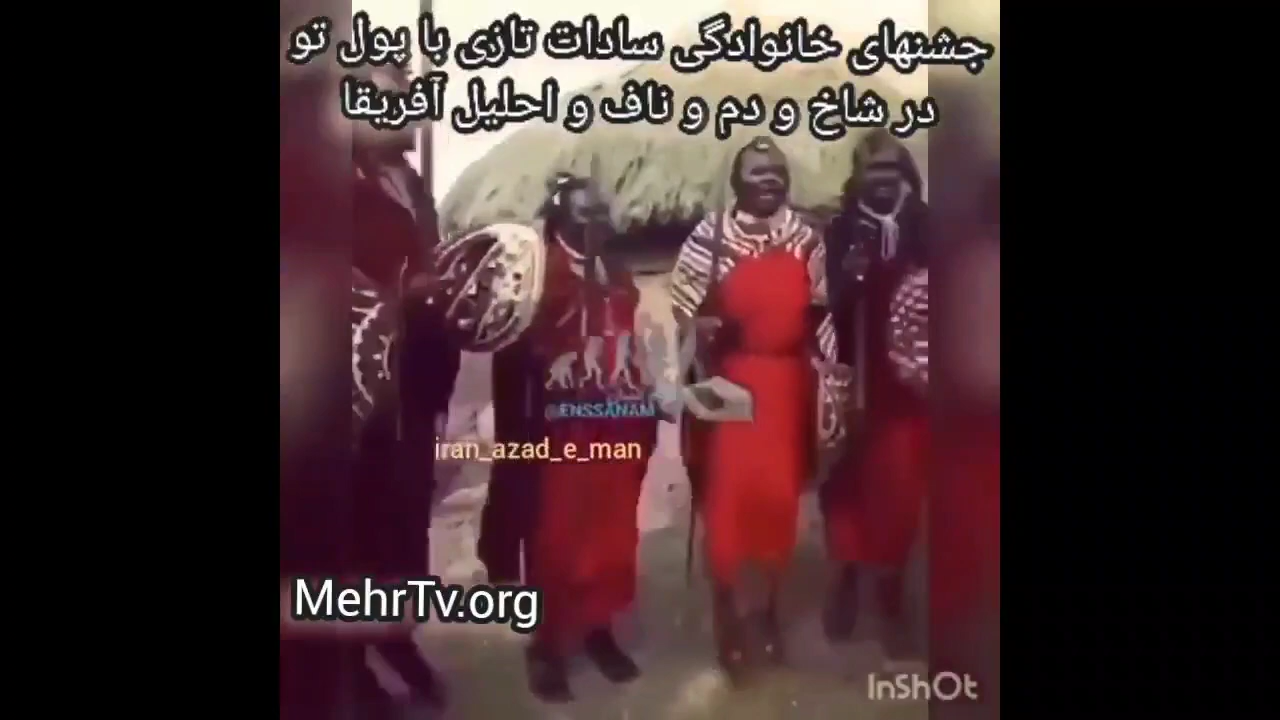 جشنهای خانوادگی سادات تازی با پول تو
در شاخ و دم و ناف و احلیل آفریقا
@ENSSANAM
iran_azad_e_man
MehrTv.org
InShOt